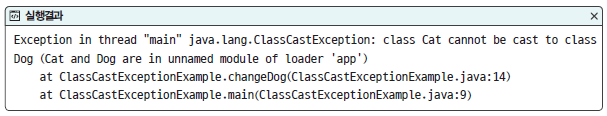 실행결과
Exception in thread "main" java.lang.ClassCastException: class Cat cannot be cast to class
Dog (Cat and Dog are in unnamed module of loader 'app')
at ClassCastExceptionExample.changeDog(ClassCastExceptionExample.java:14)
at ClassCastExceptionExample.main(ClassCastExceptionExample.java:9)